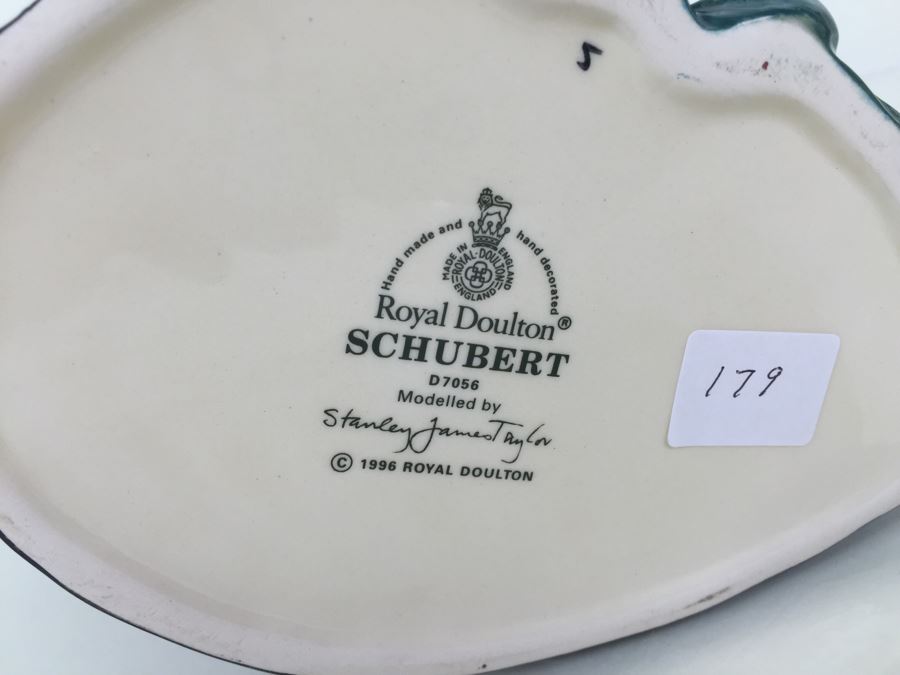 S
Hand made and hand decorated
MADE IN ENGLAND
ROYAL-DOULTON
ENGLAND
Royal Doulton®
SCHUBERT
D7056
Modelled by
Stanley James Taylor
© 1996 ROYAL DOULTON
179